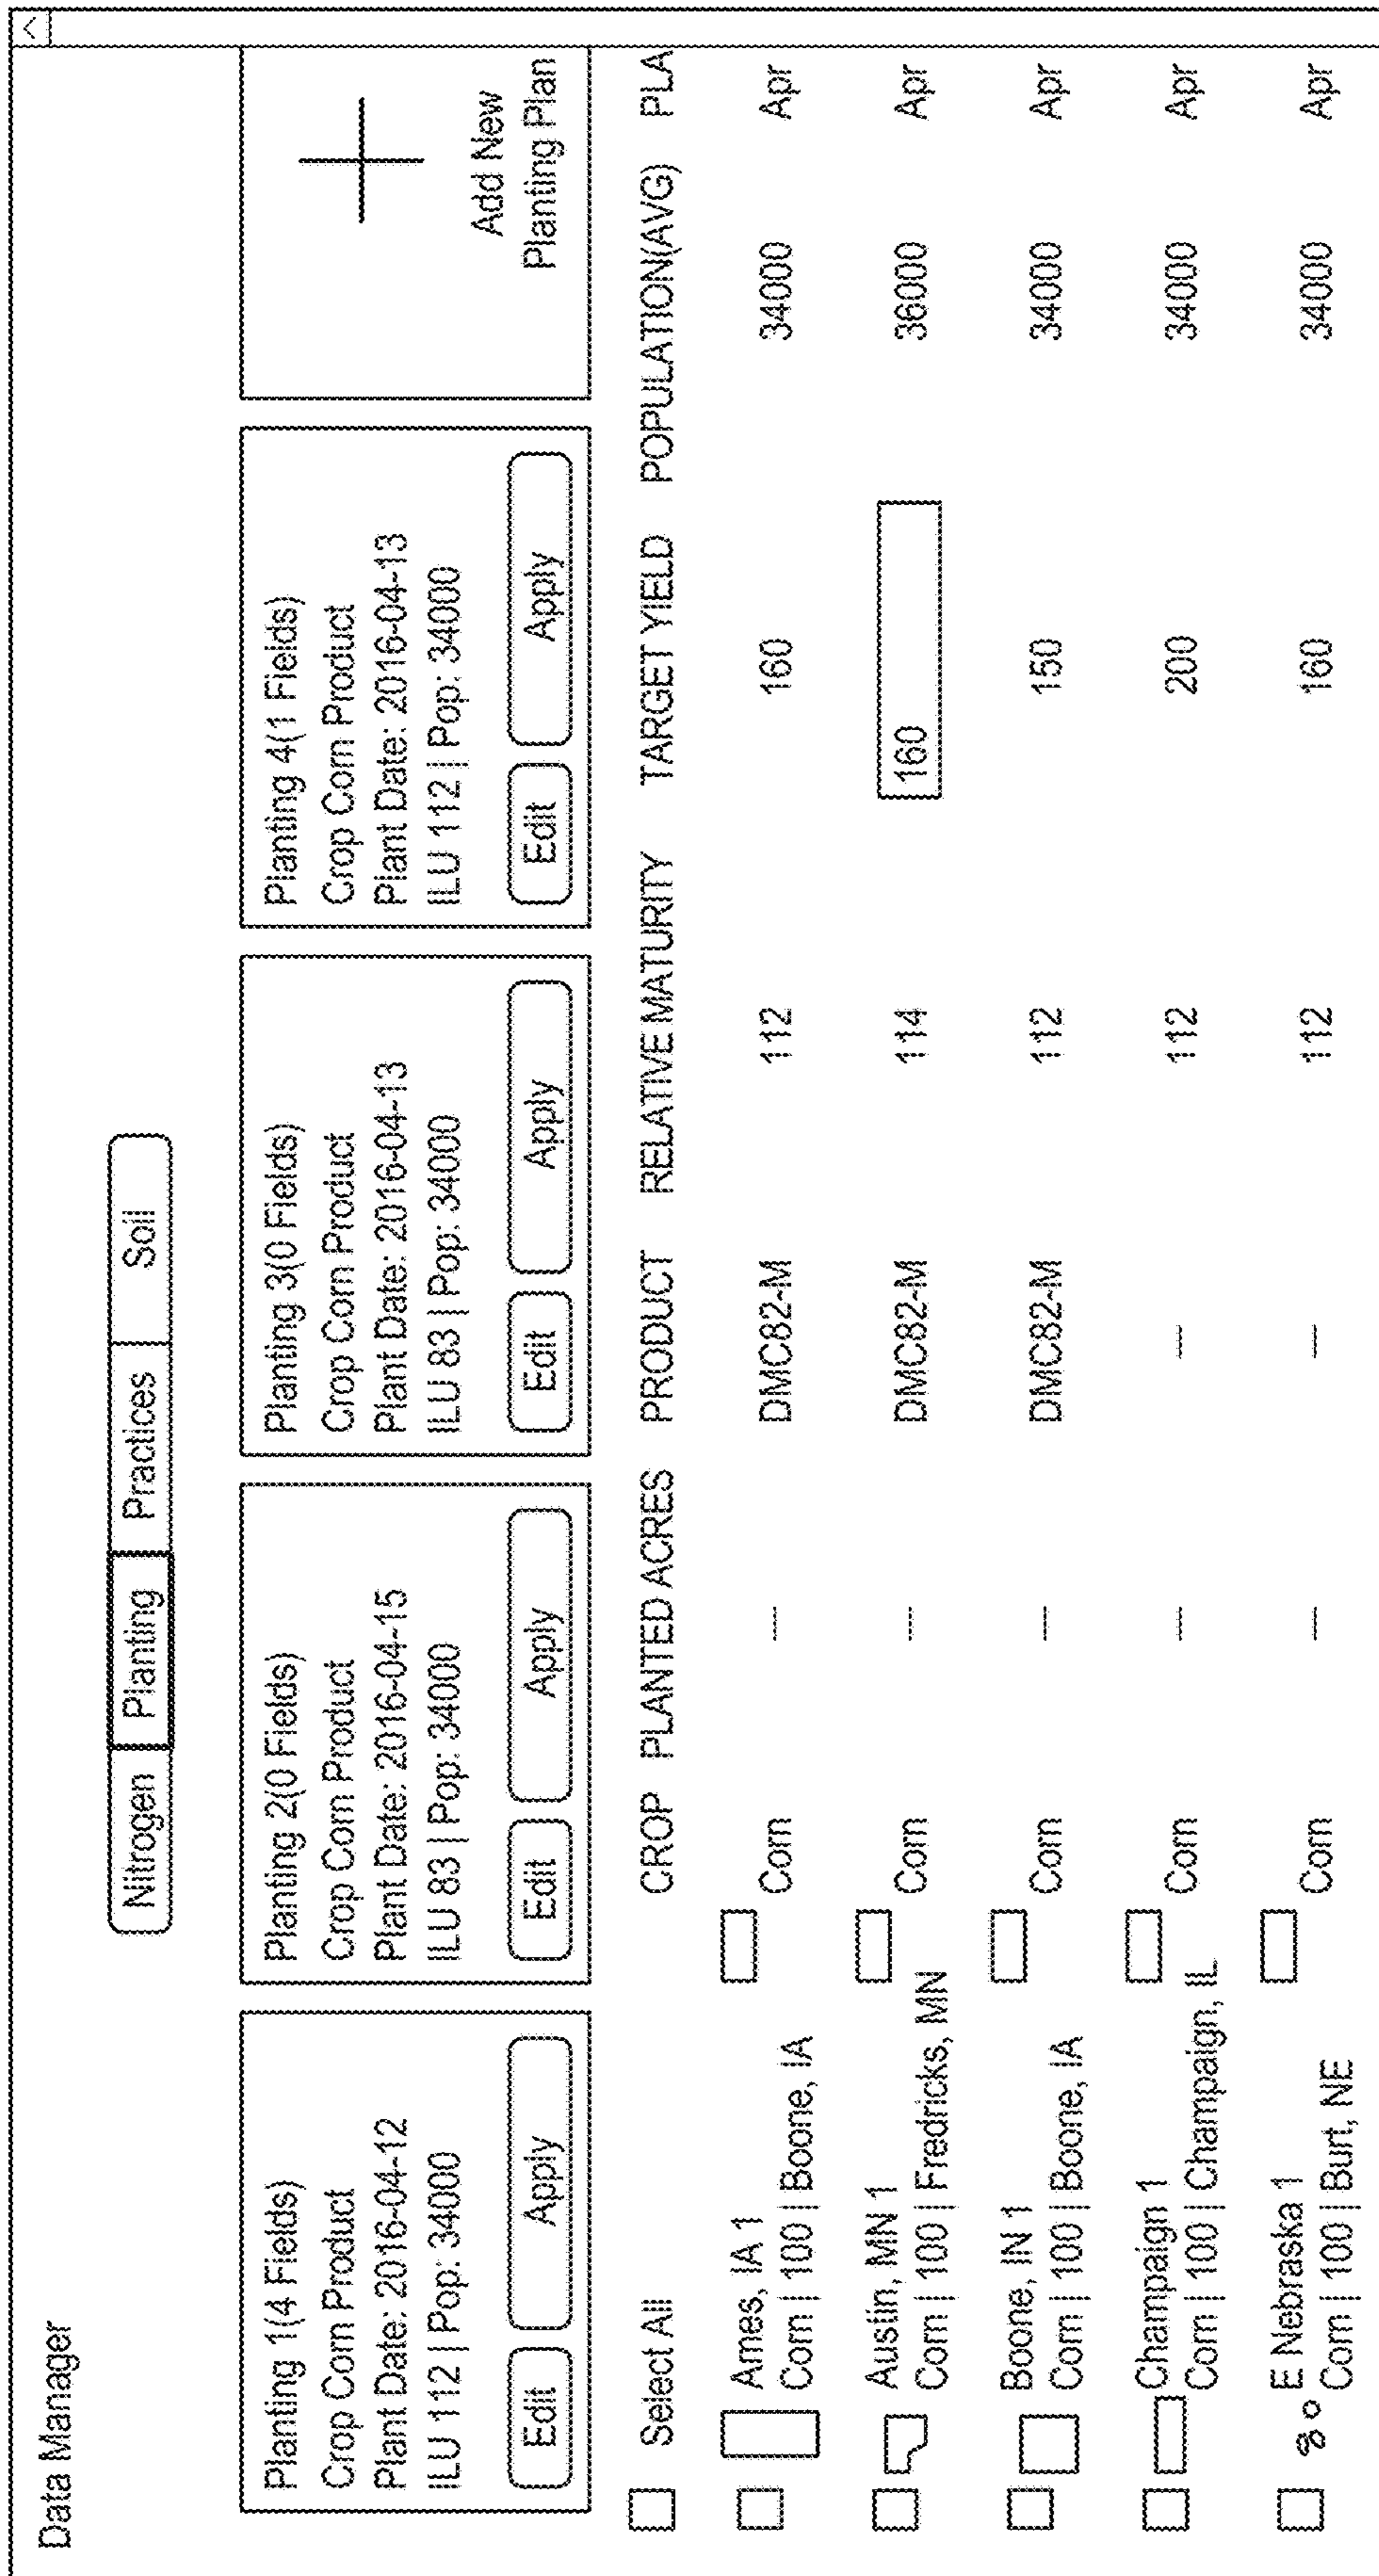 Data Manager
Nitrogen Planting Practices Soil
Planting 1(4 Fields)
Crop Corn Product
Plant Date: 2016-04-12
ILU 112 | Pop: 34000
Edit Apply
Planting 2(0 Fields)
Crop Corn Product
Plant Date: 2016-04-15
ILU 83 | Pop: 34000
Edit Apply
Planting 3(0 Fields)
Crop Corn Product
Plant Date: 2016-04-13
ILU 83 | Pop: 34000
Edit Apply
Planting 4(1 Fields)
Crop Corn Product
Plant Date: 2016-04-13
ILU 112 | Pop: 34000
Edit Apply
Add New
Planting Plan
Select All CROP PLANTED ACRES PRODUCT RELATIVE MATURITY TARGET YIELD POPULATION(AVG) PLA
Ames, IA 1
Corn | 100 | Boone, IA Corn — DMC82-M 112 160 34000 Apr
Austin, MN 1
Corn | 100 | Fredricks, MN Corn — DMC82-M 114 160 36000 Apr
Boone, IN 1
Corn | 100 | Boone, IA Corn — DMC82-M 112 150 34000 Apr
Champaign 1
Corn | 100 | Champaign, IL Corn — — 112 200 34000 Apr
E Nebraska 1
Corn | 100 | Burt, NE Corn — — 112 160 34000 Apr